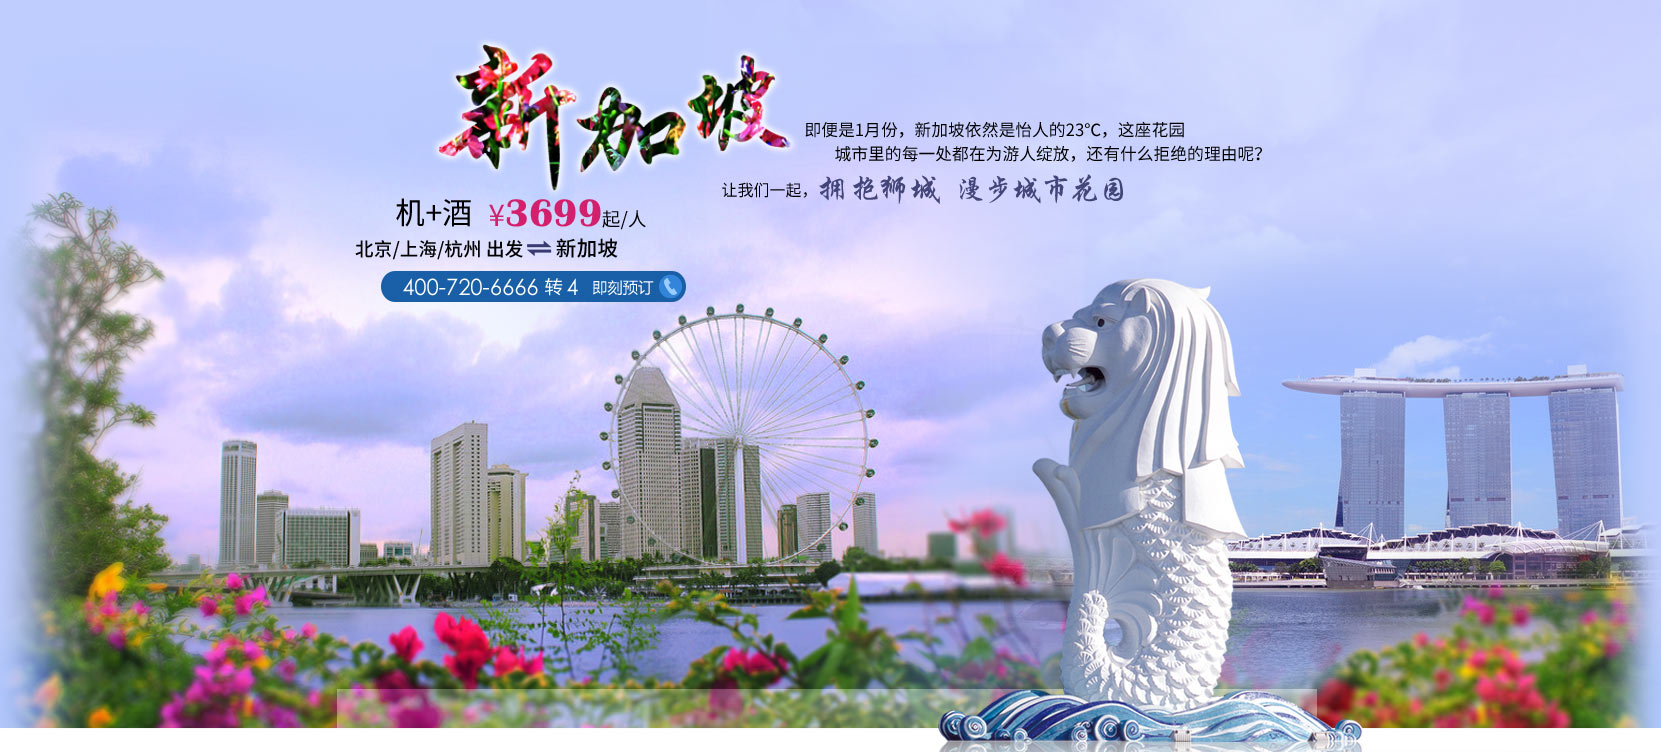 新加坡
即便是1月份，新加坡依然是怡人的23℃，这座花园
城市里的每一处都在为游人绽放，还有什么拒绝的理由呢？
让我们一起，拥抱狮城 漫步城市花园
机+酒 ¥3699起/人
北京/上海/杭州 出发⇌新加坡
400-720-6666 转 4 即刻预订